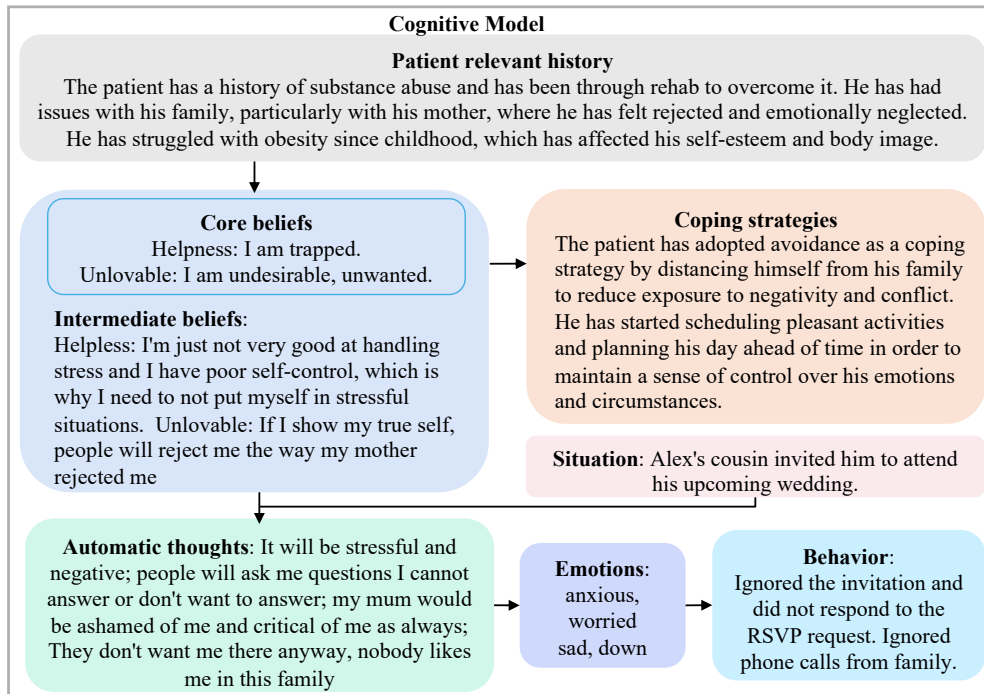 Cognitive Model
Patient relevant history
The patient has a history of substance abuse and has been through rehab to overcome it. He has had
issues with his family, particularly with his mother, where he has felt rejected and emotionally neglected.
He has struggled with obesity since childhood, which has affected his self-esteem and body image.
Core beliefs
Helpness: I am trapped.
Unlovable: I am undesirable, unwanted.
Intermediate beliefs:
Helpless: I'm just not very good at handling
stress and I have poor self-control, which is
why I need to not put myself in stressful
situations. Unlovable: If I show my true self,
people will reject me the way my mother
rejected me
Coping strategies
The patient has adopted avoidance as a coping
strategy by distancing himself from his family
to reduce exposure to negativity and conflict.
He has started scheduling pleasant activities
and planning his day ahead of time in order to
maintain a sense of control over his emotions
and circumstances.
Situation: Alex's cousin invited him to attend
his upcoming wedding.
Automatic thoughts: It will be stressful and
negative; people will ask me questions I cannot
answer or don't want to answer; my mum would
be ashamed of me and critical of me as always;
They don't want me there anyway, nobody likes
me in this family
Emotions:
anxious,
worried
sad, down
Behavior:
Ignored the invitation and
did not respond to the
RSVP request. Ignored
phone calls from family.